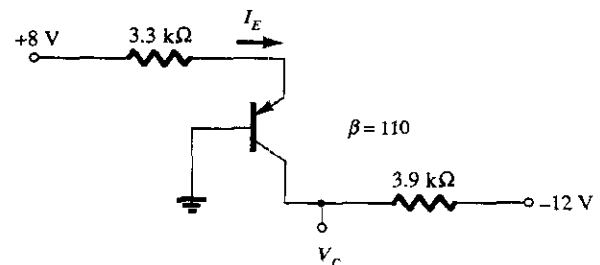 I_E
+8 V
3.3 kΩ
β = 110
3.9 kΩ
−12 V
V_C